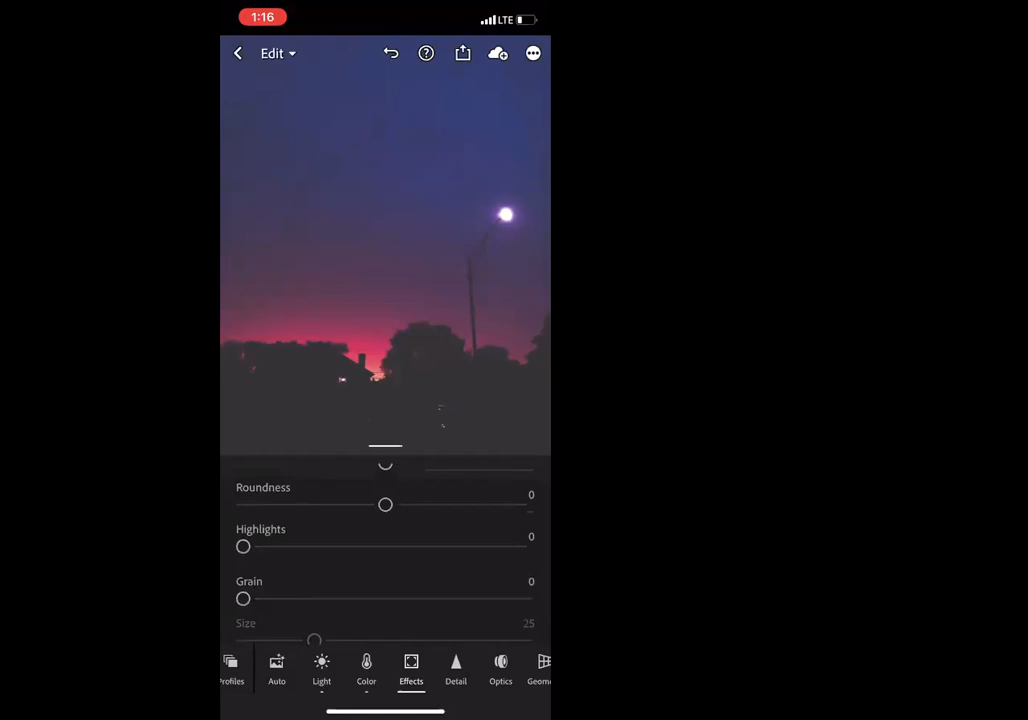 1:16
LTE
Edit
Roundness
0
Highlights
0
Grain
0
Size
25
Profiles
Auto
Light
Color
Effects
Detail
Optics
Geome